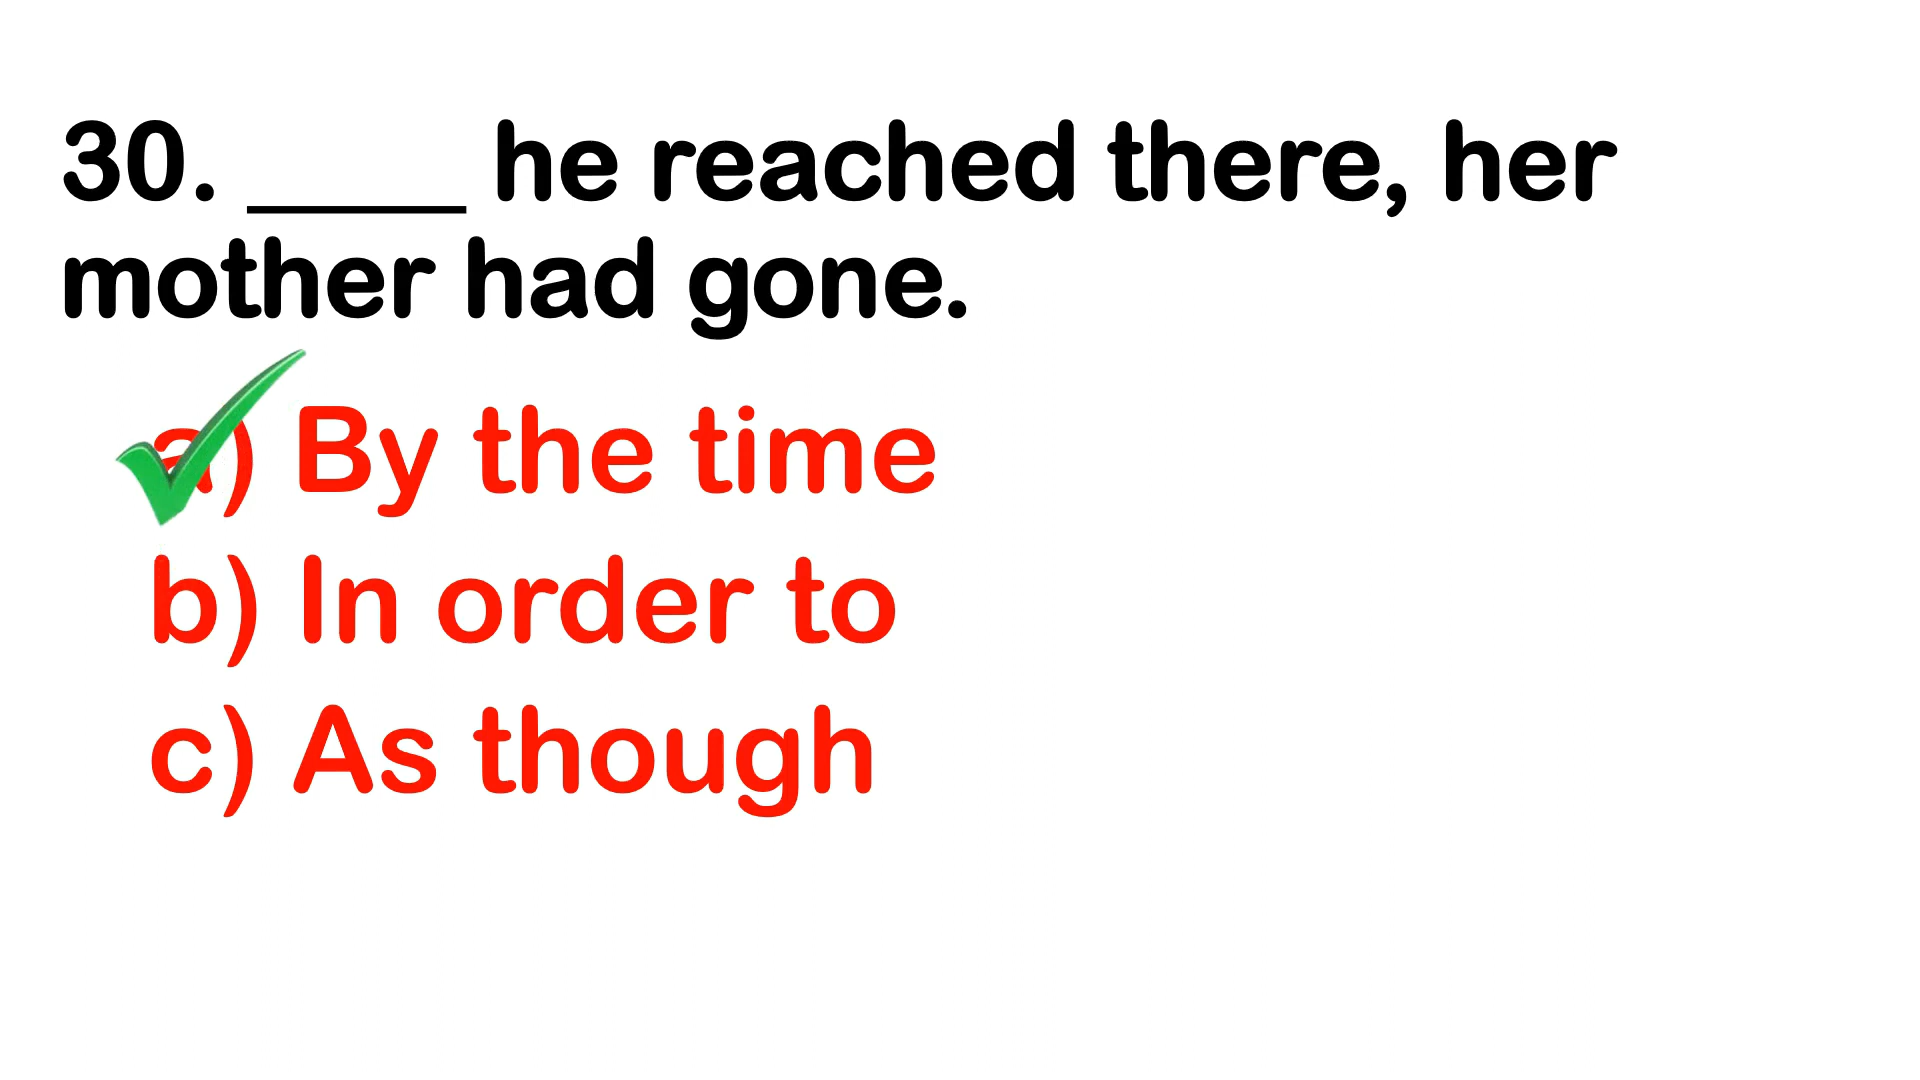 30. _____ he reached there, her
mother had gone.
a) By the time
b) In order to
c) As though